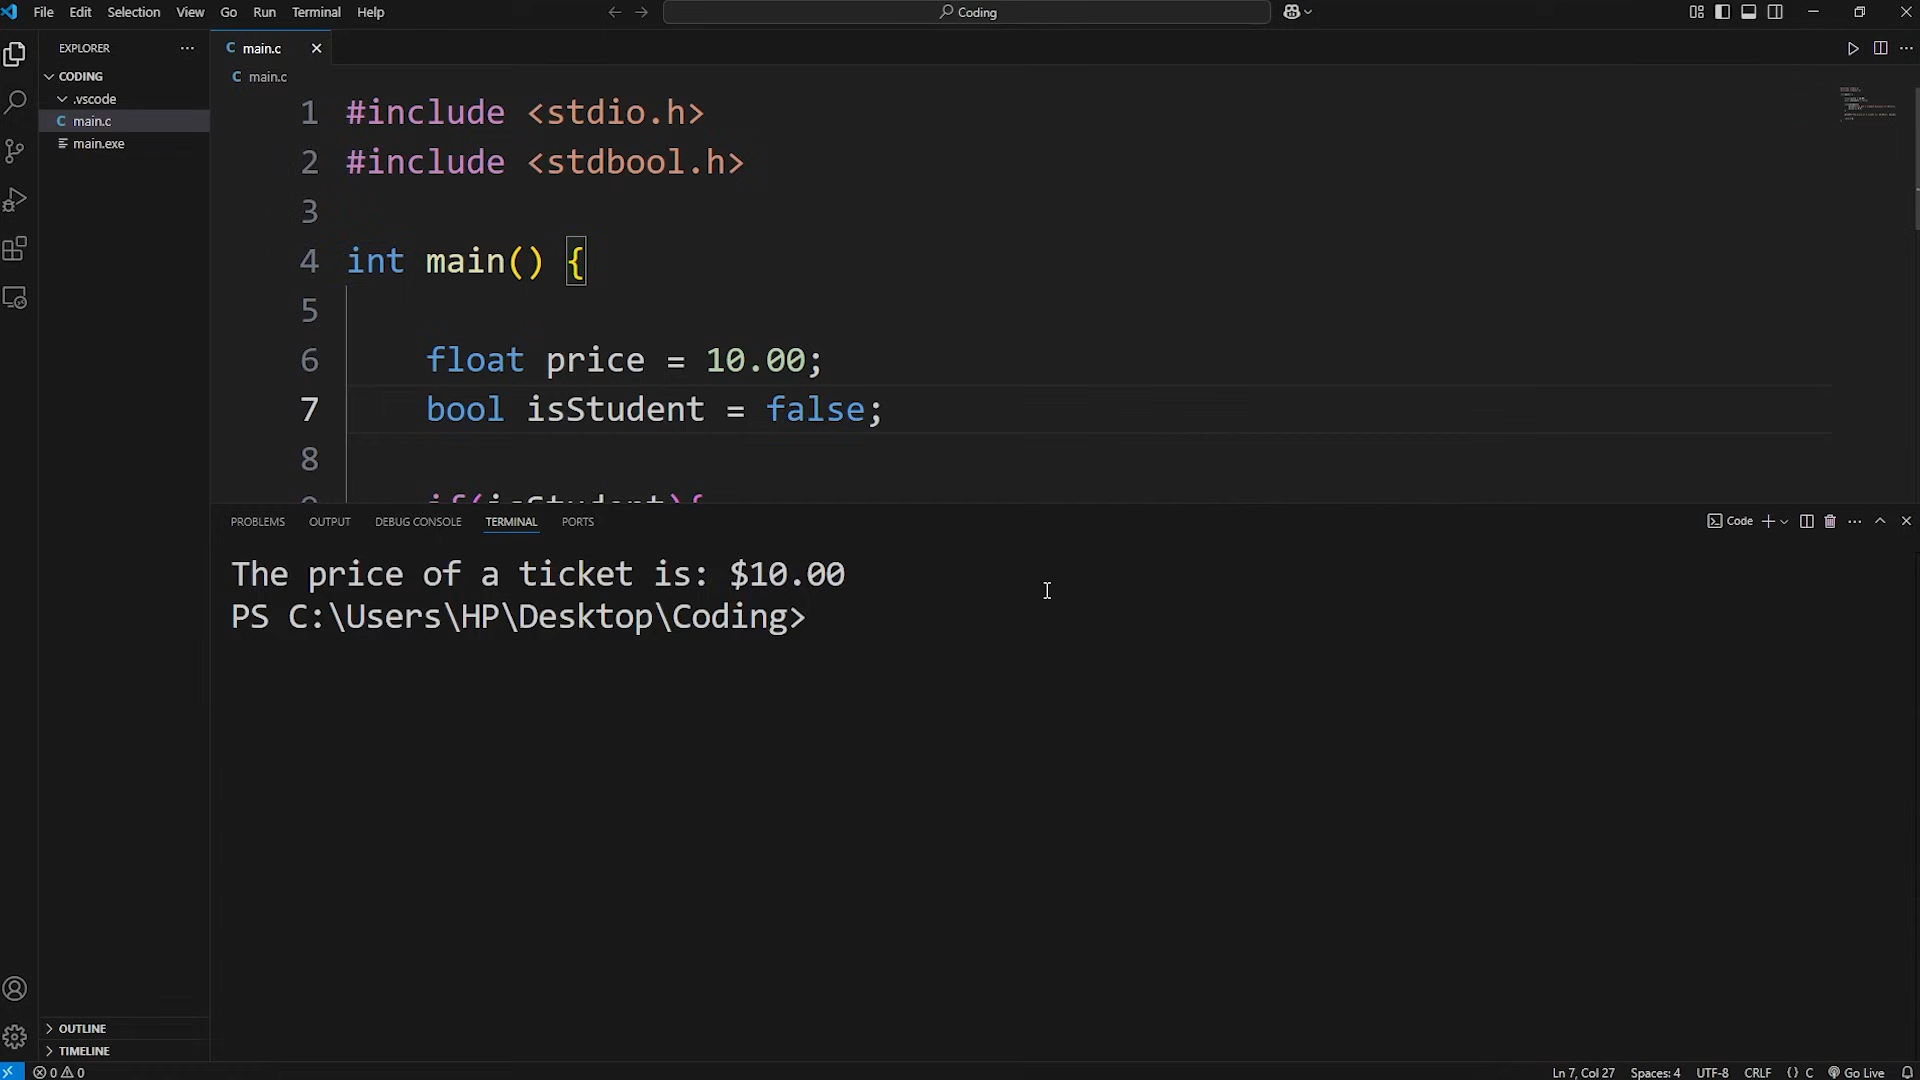 File Edit Selection View Go Run Terminal Help
Coding
EXPLORER
CODING
.vscode
C main.c
main.exe
OUTLINE
TIMELINE
C main.c
C main.c
1 #include <stdio.h>
2 #include <stdbool.h>
3
4 int main() {
5
6 float price = 10.00;
7 bool isStudent = false;
8
9 if(isStudent){
PROBLEMS OUTPUT DEBUG CONSOLE TERMINAL PORTS
Code
The price of a ticket is: $10.00
PS C:\Users\HP\Desktop\Coding>
0 0
Ln 7, Col 27 Spaces: 4 UTF-8 CRLF {} C Go Live